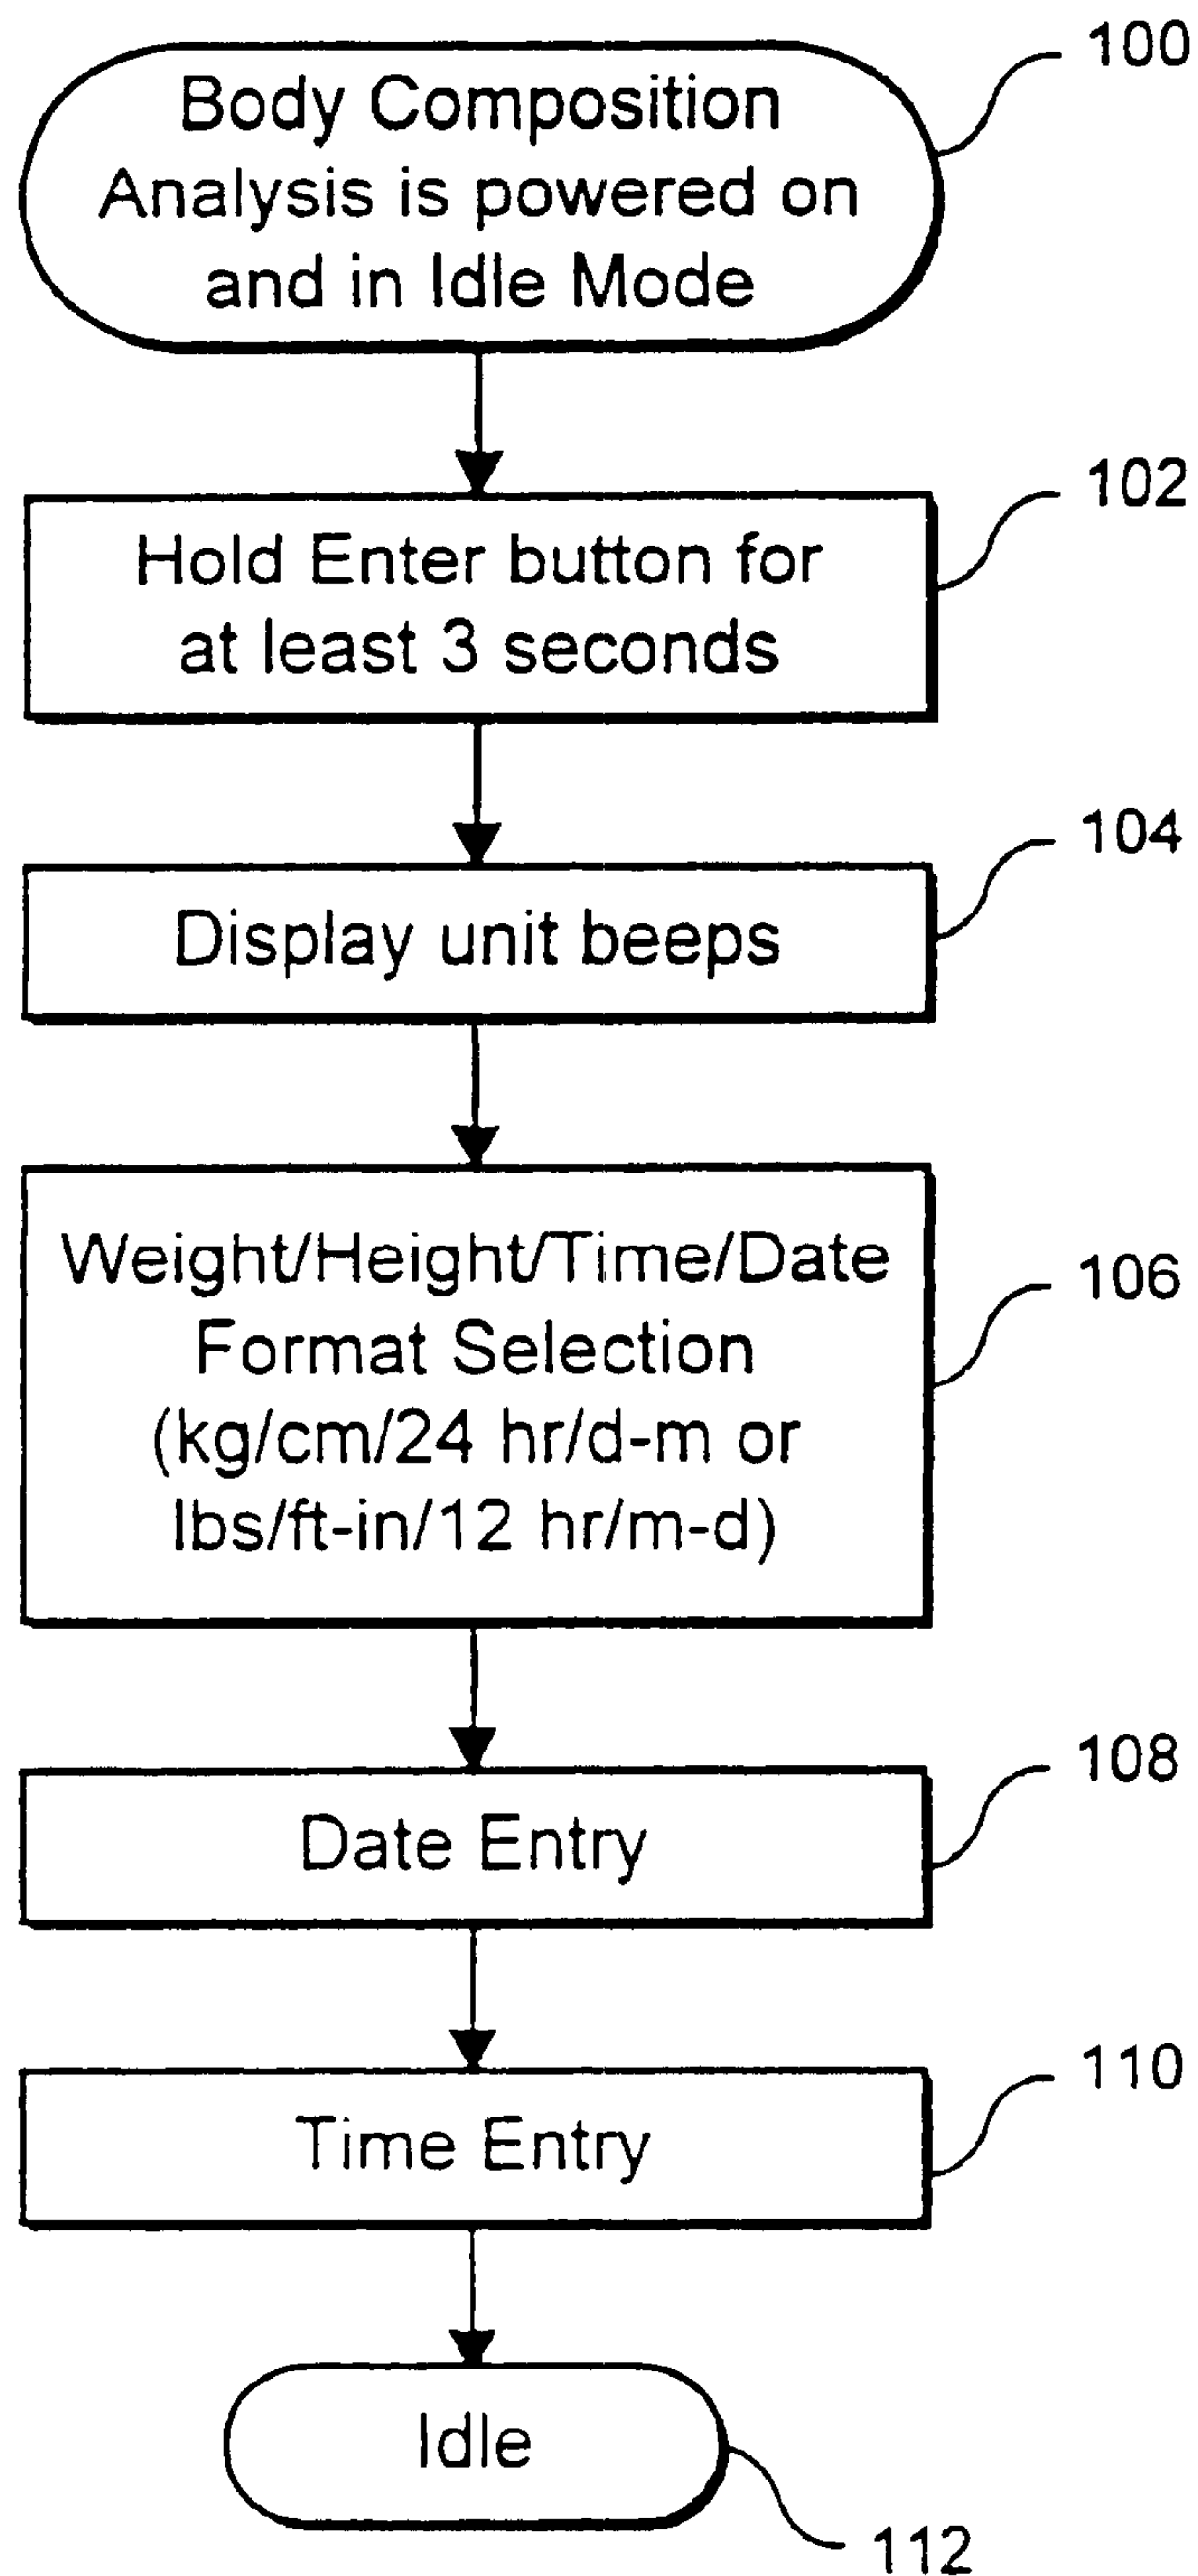 100
Body Composition
Analysis is powered on
and in Idle Mode
102
Hold Enter button for
at least 3 seconds
104
Display unit beeps
106
Weight/Height/Time/Date
Format Selection
(kg/cm/24 hr/d-m or
lbs/ft-in/12 hr/m-d)
108
Date Entry
110
Time Entry
Idle
112